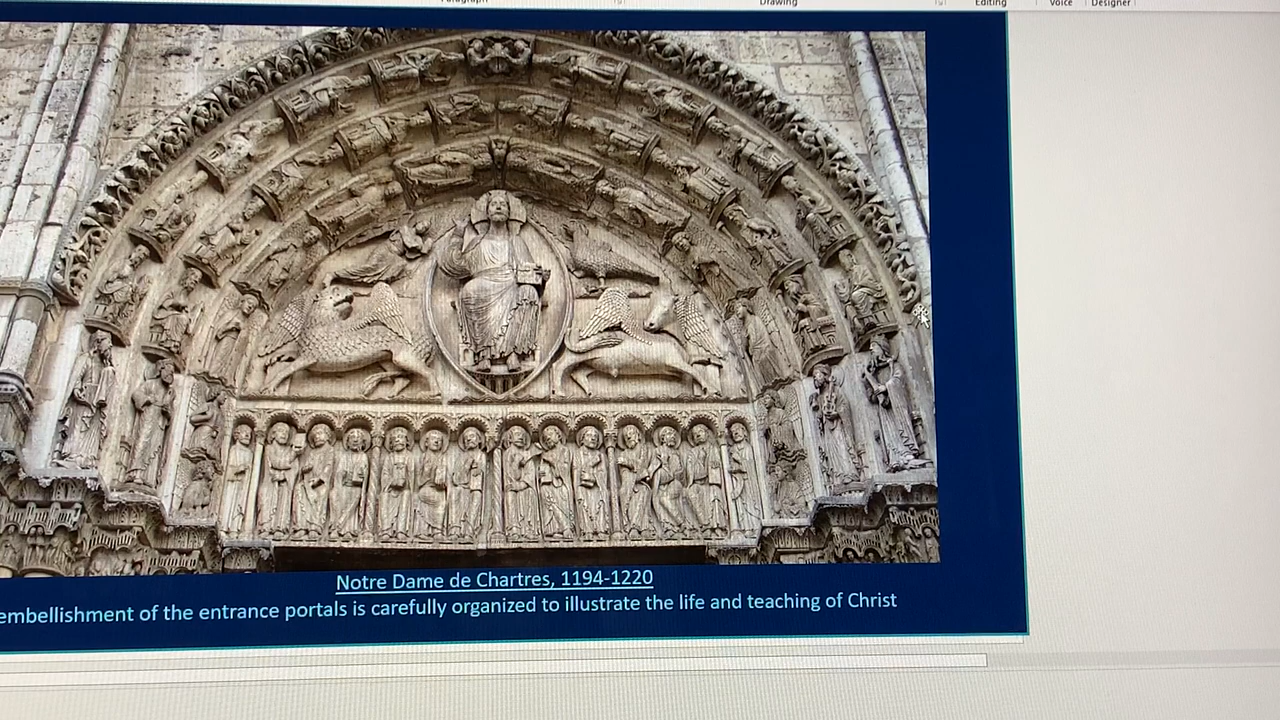 Paragraph
Drawing
Editing
Voice
Designer
Notre Dame de Chartres, 1194-1220
embellishment of the entrance portals is carefully organized to illustrate the life and teaching of Christ